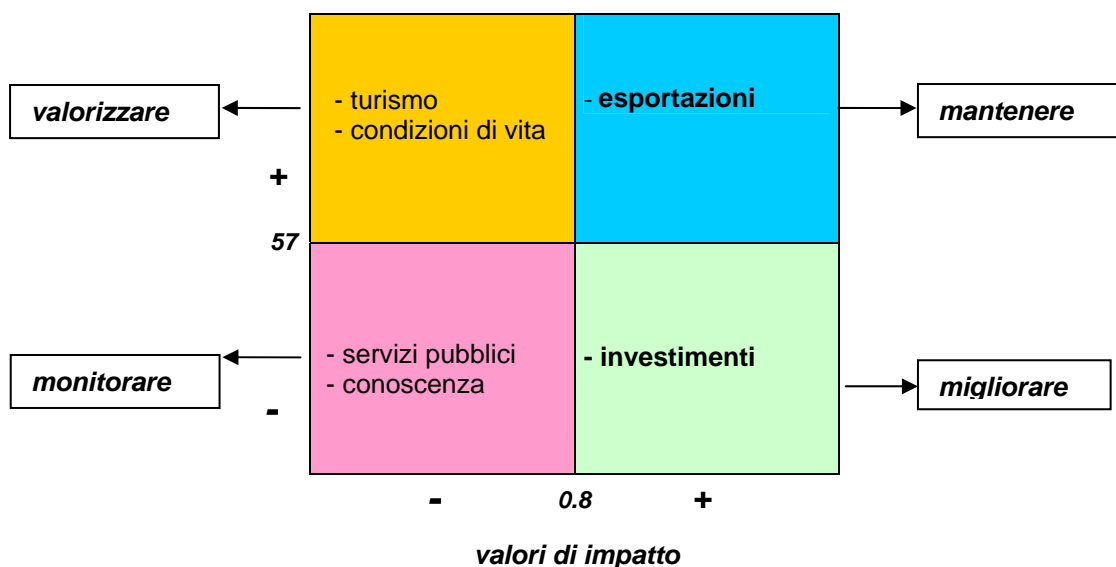 - turismo
- condizioni di vita
- esportazioni
valorizzare
mantenere
+
57
- servizi pubblici
- conoscenza
- investimenti
monitorare
migliorare
-
- 0.8 +
valori di impatto